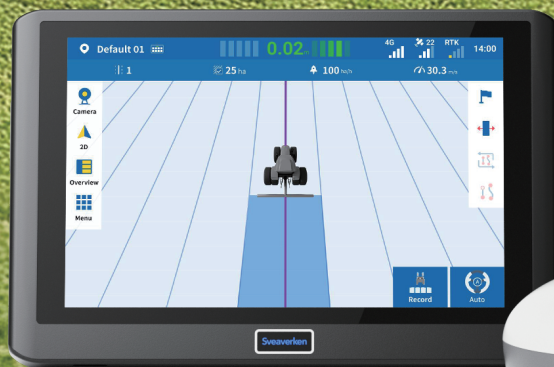 Default 01
0.02
4G
22
RTK
14:00
1
25 ha
100 ha/h
30.3
Camera
2D
Overview
Menu
Record
Auto
Sveaverken